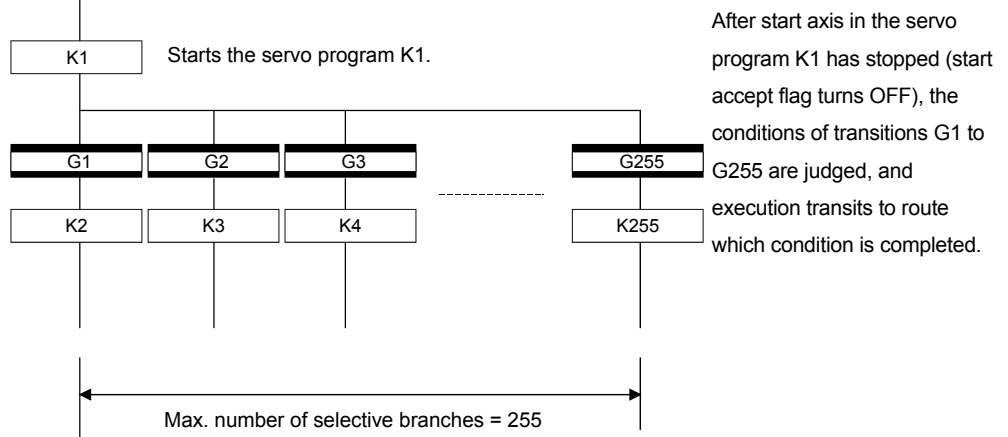 K1
Starts the servo program K1.
After start axis in the servo
program K1 has stopped (start
accept flag turns OFF), the
conditions of transitions G1 to
G255 are judged, and
execution transits to route
which condition is completed.
G1 G2 G3 G255
K2 K3 K4 K255
Max. number of selective branches = 255